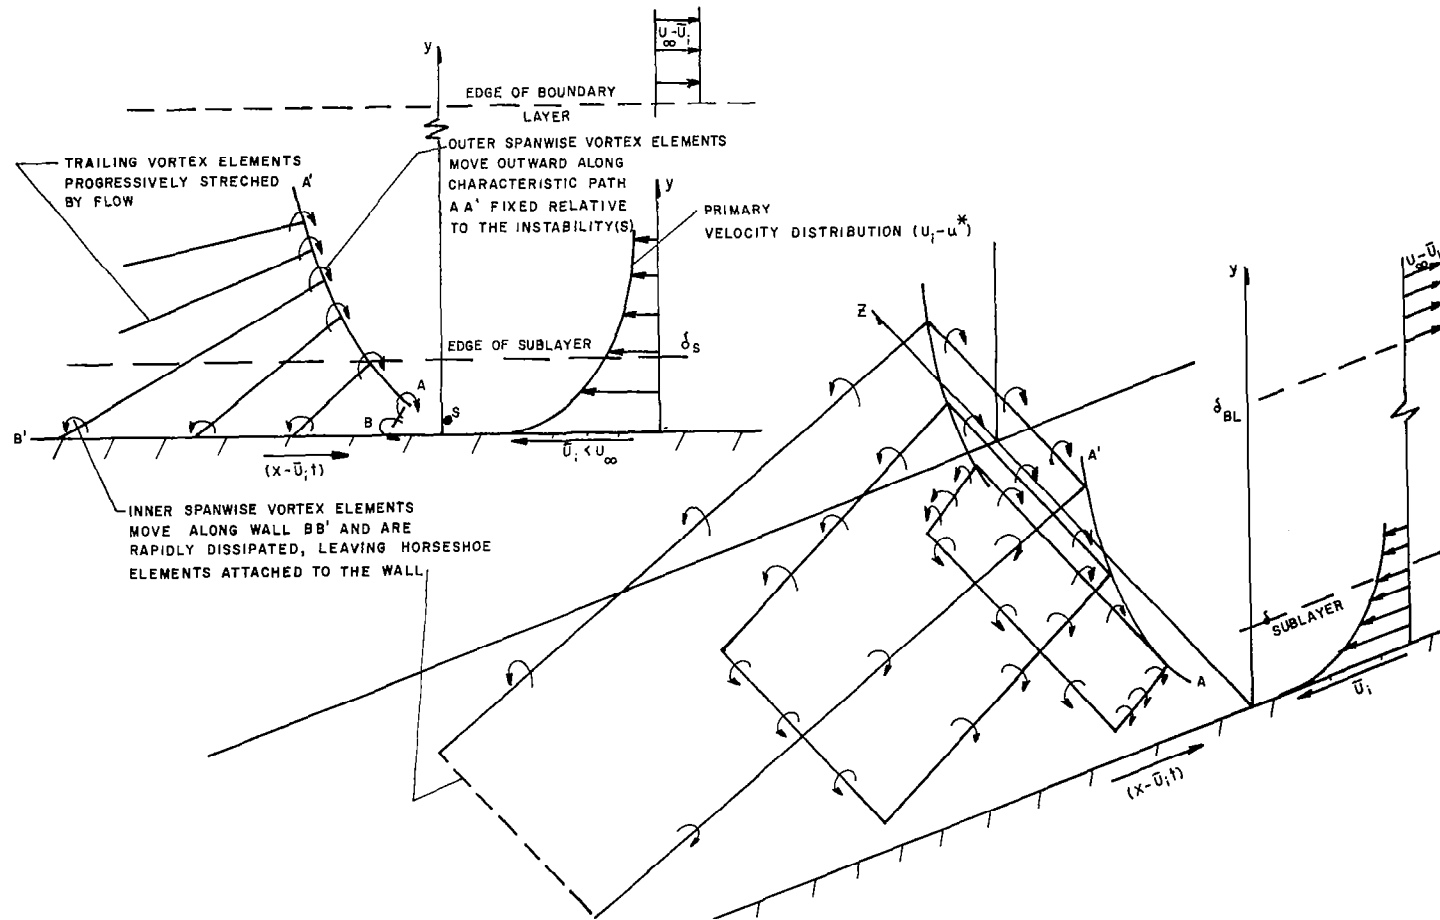 U∞-Ūi
y
EDGE OF BOUNDARY
LAYER
TRAILING VORTEX ELEMENTS
PROGRESSIVELY STRECHED
BY FLOW
A'
OUTER SPANWISE VORTEX ELEMENTS
MOVE OUTWARD ALONG
CHARACTERISTIC PATH
A A' FIXED RELATIVE
TO THE INSTABILITY(S)
y
PRIMARY
VELOCITY DISTRIBUTION (Ui-u*)
EDGE OF SUBLAYER
δS
A
B
S
B'
(x-Ūit)
Ūi < U∞
INNER SPANWISE VORTEX ELEMENTS
MOVE ALONG WALL BB' AND ARE
RAPIDLY DISSIPATED, LEAVING HORSESHOE
ELEMENTS ATTACHED TO THE WALL
Z
y
U∞-Ūi
δBL
A'
δSUBLAYER
A
Ūi
(x-Ūit)